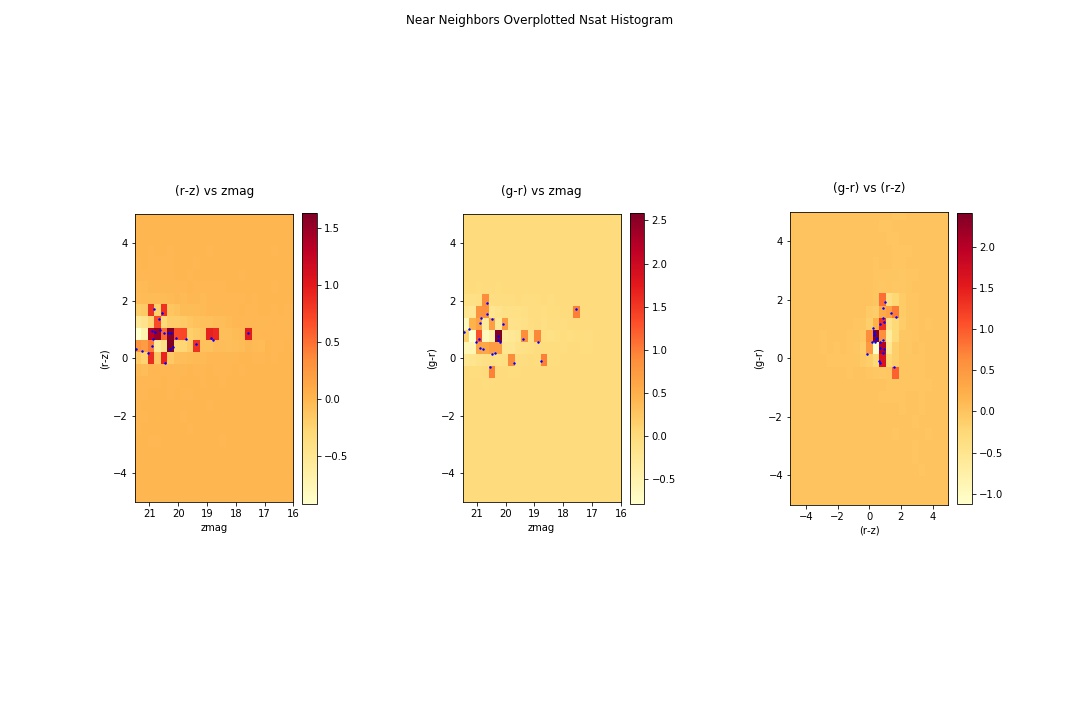 Near Neighbors Overplotted Nsat Histogram
(r-z) vs zmag
(r-z)
4
2
0
−2
−4
21 20 19 18 17 16
zmag
1.5
1.0
0.5
0.0
−0.5
(g-r) vs zmag
(g-r)
4
2
0
−2
−4
21 20 19 18 17 16
zmag
2.5
2.0
1.5
1.0
0.5
0.0
−0.5
(g-r) vs (r-z)
(g-r)
4
2
0
−2
−4
−4 −2 0 2 4
(r-z)
2.0
1.5
1.0
0.5
0.0
−0.5
−1.0